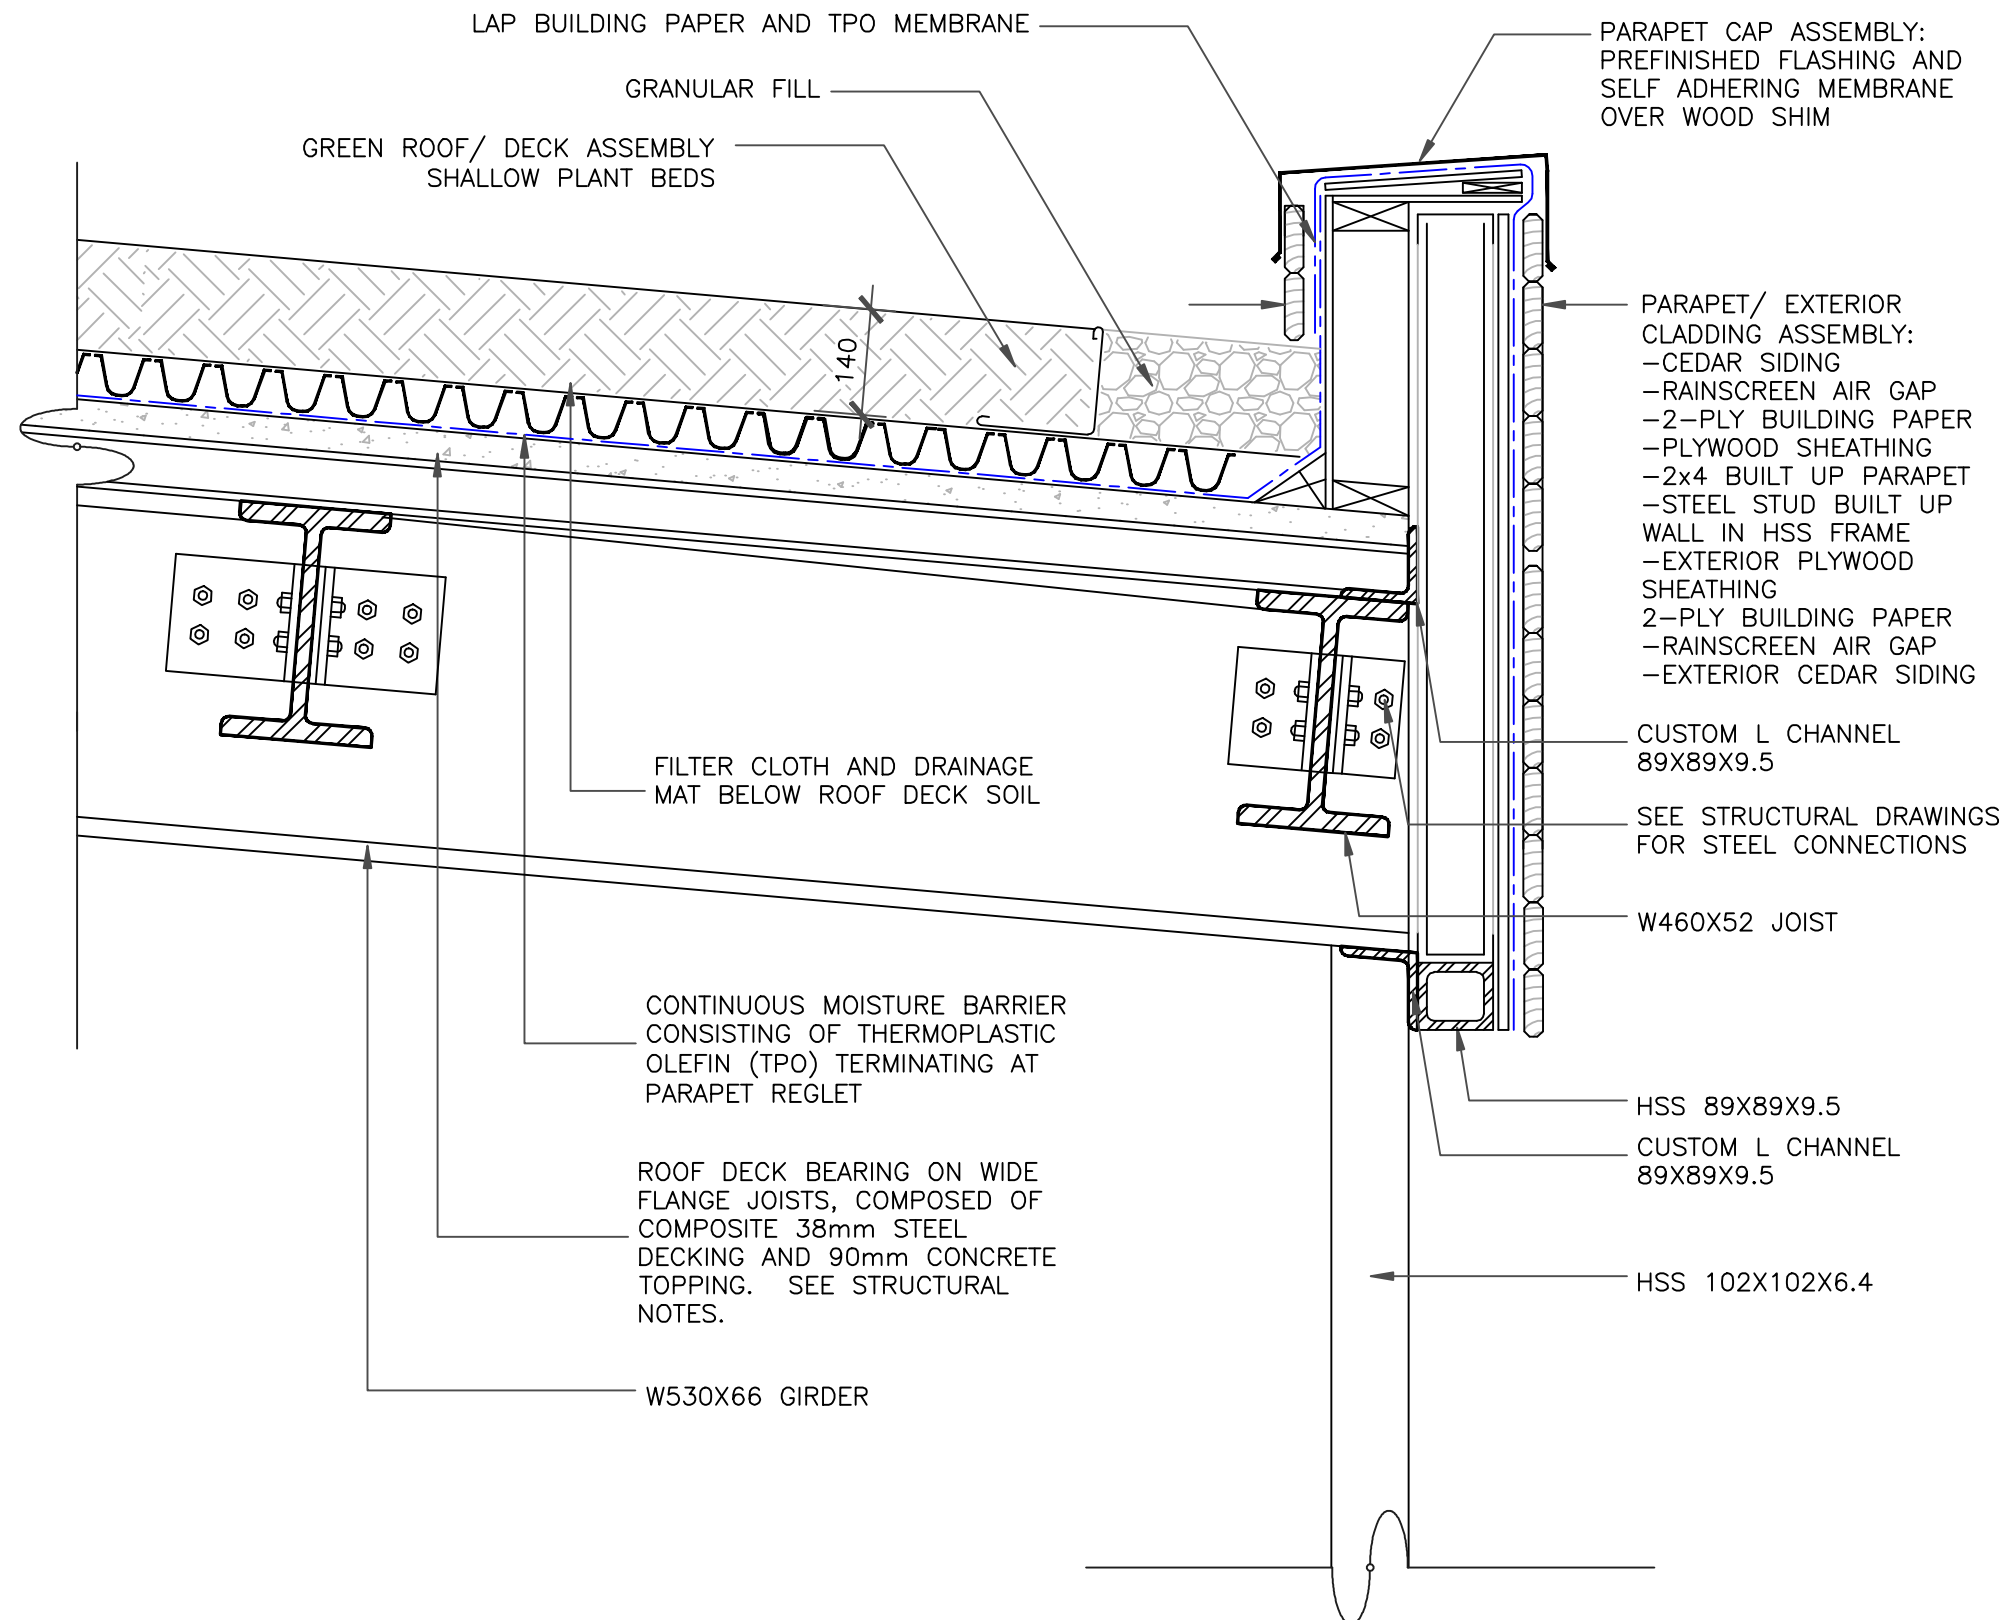 LAP BUILDING PAPER AND TPO MEMBRANE
GRANULAR FILL
GREEN ROOF/ DECK ASSEMBLY
SHALLOW PLANT BEDS
PARAPET CAP ASSEMBLY:
PREFINISHED FLASHING AND
SELF ADHERING MEMBRANE
OVER WOOD SHIM
140
PARAPET/ EXTERIOR
CLADDING ASSEMBLY:
-CEDAR SIDING
-RAINSCREEN AIR GAP
-2-PLY BUILDING PAPER
-PLYWOOD SHEATHING
-2x4 BUILT UP PARAPET
-STEEL STUD BUILT UP
WALL IN HSS FRAME
-EXTERIOR PLYWOOD
SHEATHING
2-PLY BUILDING PAPER
-RAINSCREEN AIR GAP
-EXTERIOR CEDAR SIDING
CUSTOM L CHANNEL
89X89X9.5
SEE STRUCTURAL DRAWINGS
FOR STEEL CONNECTIONS
W460X52 JOIST
FILTER CLOTH AND DRAINAGE
MAT BELOW ROOF DECK SOIL
CONTINUOUS MOISTURE BARRIER
CONSISTING OF THERMOPLASTIC
OLEFIN (TPO) TERMINATING AT
PARAPET REGLET
HSS 89X89X9.5
CUSTOM L CHANNEL
89X89X9.5
ROOF DECK BEARING ON WIDE
FLANGE JOISTS, COMPOSED OF
COMPOSITE 38mm STEEL
DECKING AND 90mm CONCRETE
TOPPING. SEE STRUCTURAL
NOTES.
HSS 102X102X6.4
W530X66 GIRDER